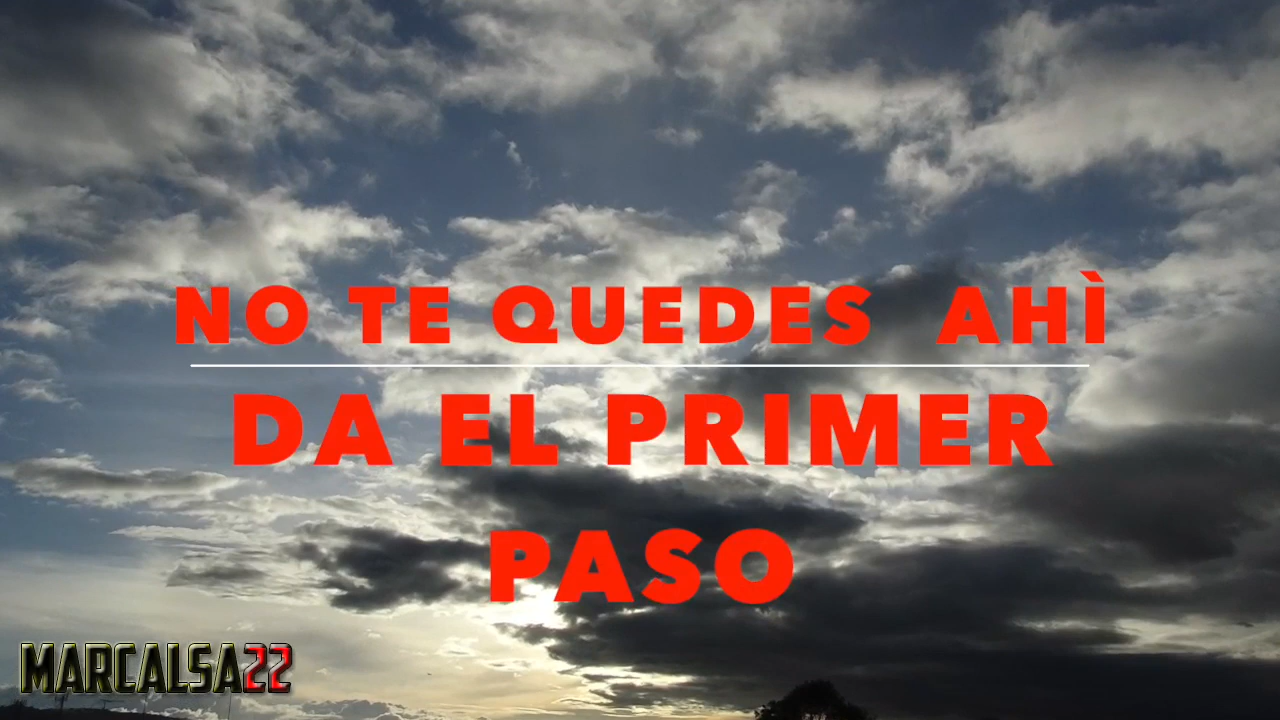 NO TE QUEDES AHÌ
DA EL PRIMER
PASO
MARCALSA22